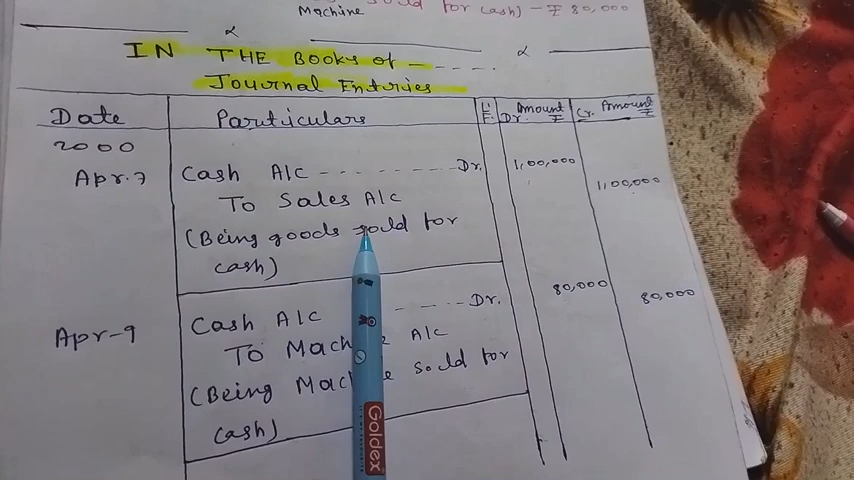 sold for cash) - ₹ 80,000
Machine
IN THE BOOKS OF - - - - - - .
Journal Entries
Date Particulars L.F. Amount Dr. ₹ Amount Cr. ₹
2000
Apr.7 Cash A/c - - - - - - - - - Dr. 1,00,000
To Sales A/c 1,00,000
(Being goods sold for
cash)
Apr-9 Cash A/c - - - - - Dr. 80,000
To Machine A/c 80,000
(Being Machine sold for
cash)
Goldex